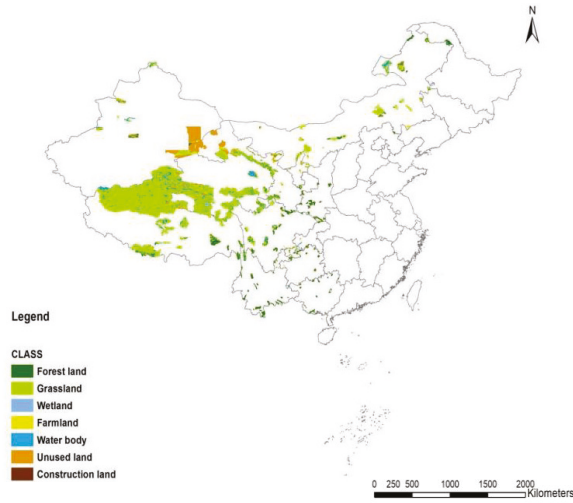 N
Legend
CLASS
Forest land
Grassland
Wetland
Farmland
Water body
Unused land
Construction land
0 250 500 1000 1500 2000
Kilometers